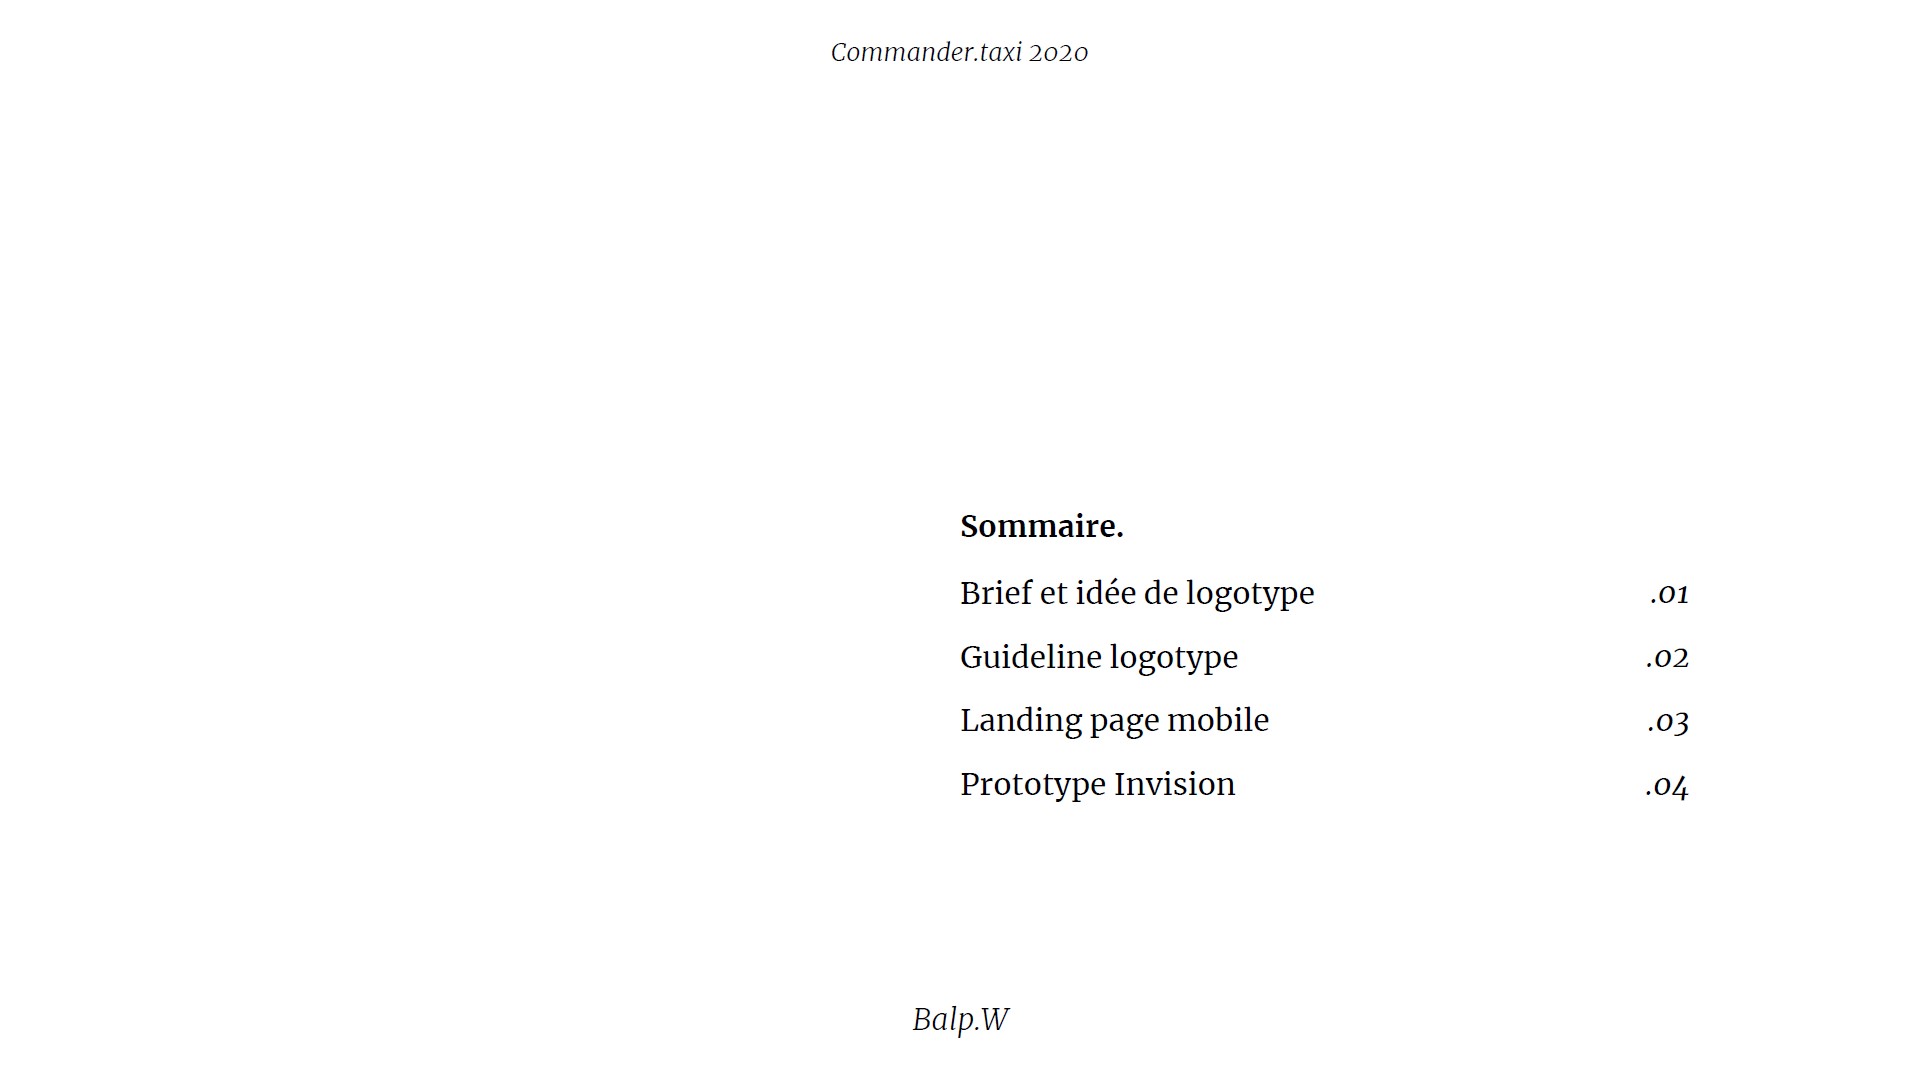 Commander.taxi 2020
Sommaire.
Brief et idée de logotype .01
Guideline logotype .02
Landing page mobile .03
Prototype Invision .04
Balp.W